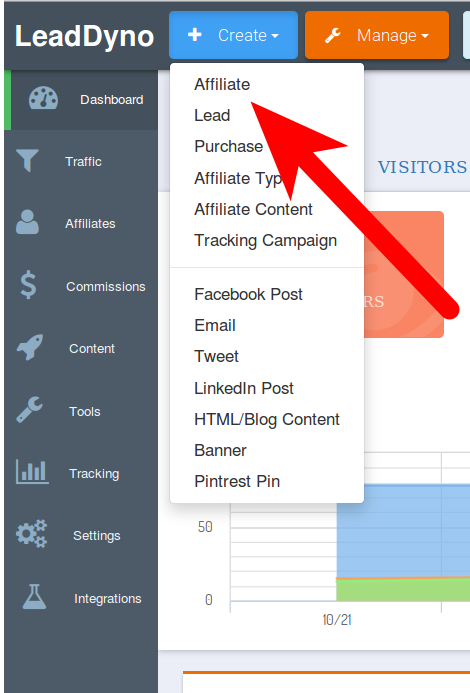 LeadDyno
Create
Manage
Dashboard
Traffic
Affiliates
Commissions
Content
Tools
Tracking
Settings
Integrations
Affiliate
Lead
Purchase
Affiliate Typ
Affiliate Content
Tracking Campaign
Facebook Post
Email
Tweet
LinkedIn Post
HTML/Blog Content
Banner
Pintrest Pin
VISITORS
RS
50
0
10/21